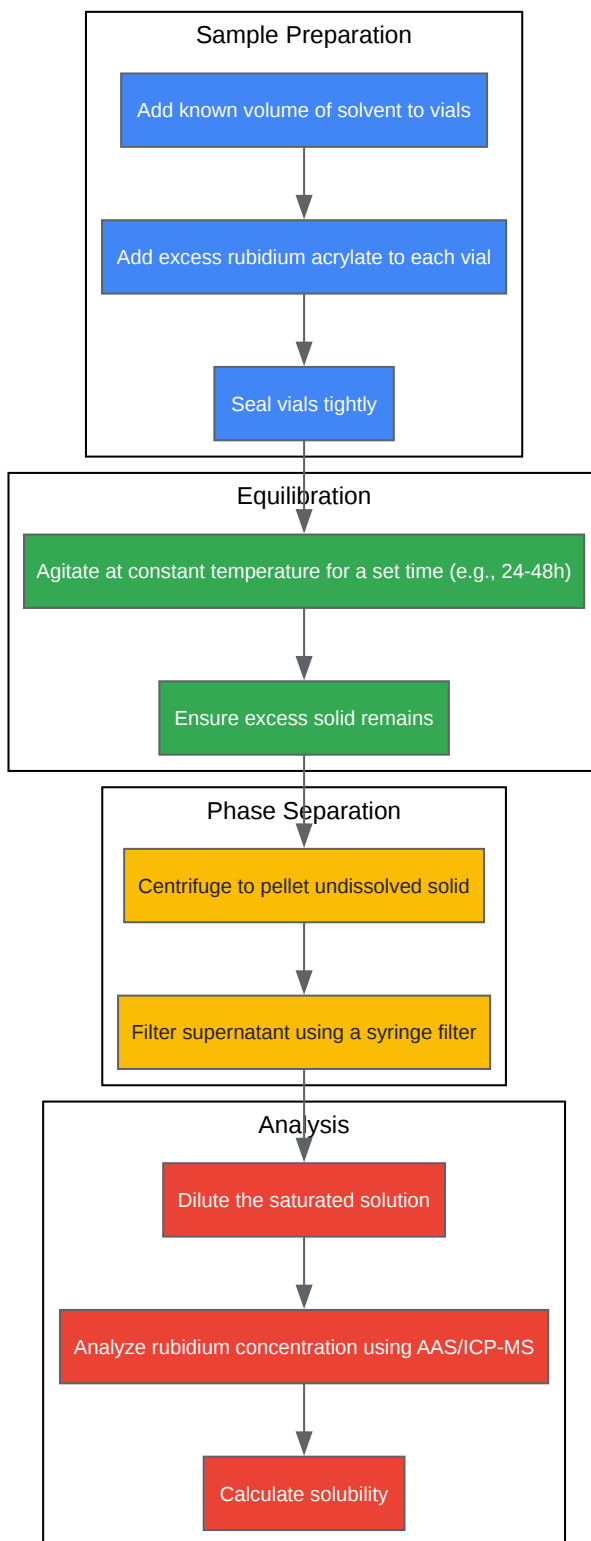 Sample Preparation
Add known volume of solvent to vials
Add excess rubidium acrylate to each vial
Seal vials tightly
Equilibration
Agitate at constant temperature for a set time (e.g., 24-48h)
Ensure excess solid remains
Phase Separation
Centrifuge to pellet undissolved solid
Filter supernatant using a syringe filter
Analysis
Dilute the saturated solution
Analyze rubidium concentration using AAS/ICP-MS
Calculate solubility